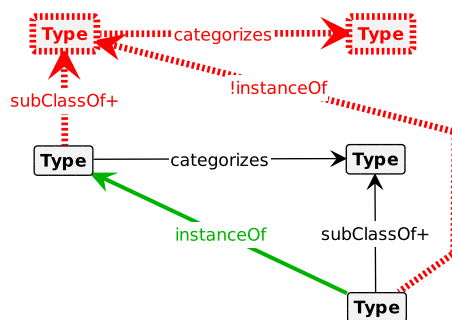 Type
categorizes
Type
!instanceOf
subClassOf+
Type
categorizes
Type
instanceOf
subClassOf+
Type